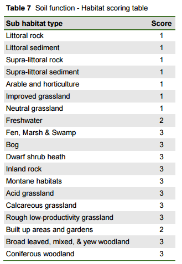 Table 7 Soil function - Habitat scoring table
Sub habitat type Score
Littoral rock 1
Littoral sediment 1
Supra-littoral rock 1
Supra-littoral sediment 1
Arable and horticulture 1
Improved grassland 1
Neutral grassland 1
Freshwater 2
Fen, Marsh & Swamp 3
Bog 3
Dwarf shrub heath 3
Inland rock 3
Montane habitats 3
Acid grassland 3
Calcareous grassland 3
Rough low-productivity grassland 3
Built up areas and gardens 2
Broad leaved, mixed, & yew woodland 3
Coniferous woodland 3